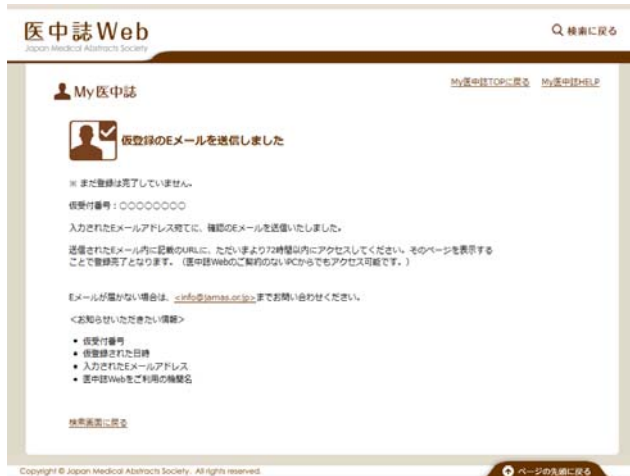 医中誌Web
Japan Medical Abstracts Society
検索に戻る
My医中誌
My医中誌TOPに戻る My医中誌HELP
仮登録のEメールを送信しました
※ まだ登録は完了していません。
仮受付番号：○○○○○○○○
入力されたEメールアドレス宛てに、確認のEメールを送信いたしました。
送信されたEメール内に記載のURLに、ただいまより72時間以内にアクセスしてください。そのページを表示する
ことで登録完了となります。（医中誌Webのご契約のないPCからでもアクセス可能です。）
Eメールが届かない場合は、<info@jamas.or.jp>までお問い合わせください。
<お知らせいただきたい情報>
■ 仮受付番号
■ 仮登録された日時
■ 入力されたEメールアドレス
■ 医中誌Webをご利用の機関名
検索画面に戻る
Copyright © Japan Medical Abstracts Society. All rights reserved.
ページの先頭に戻る